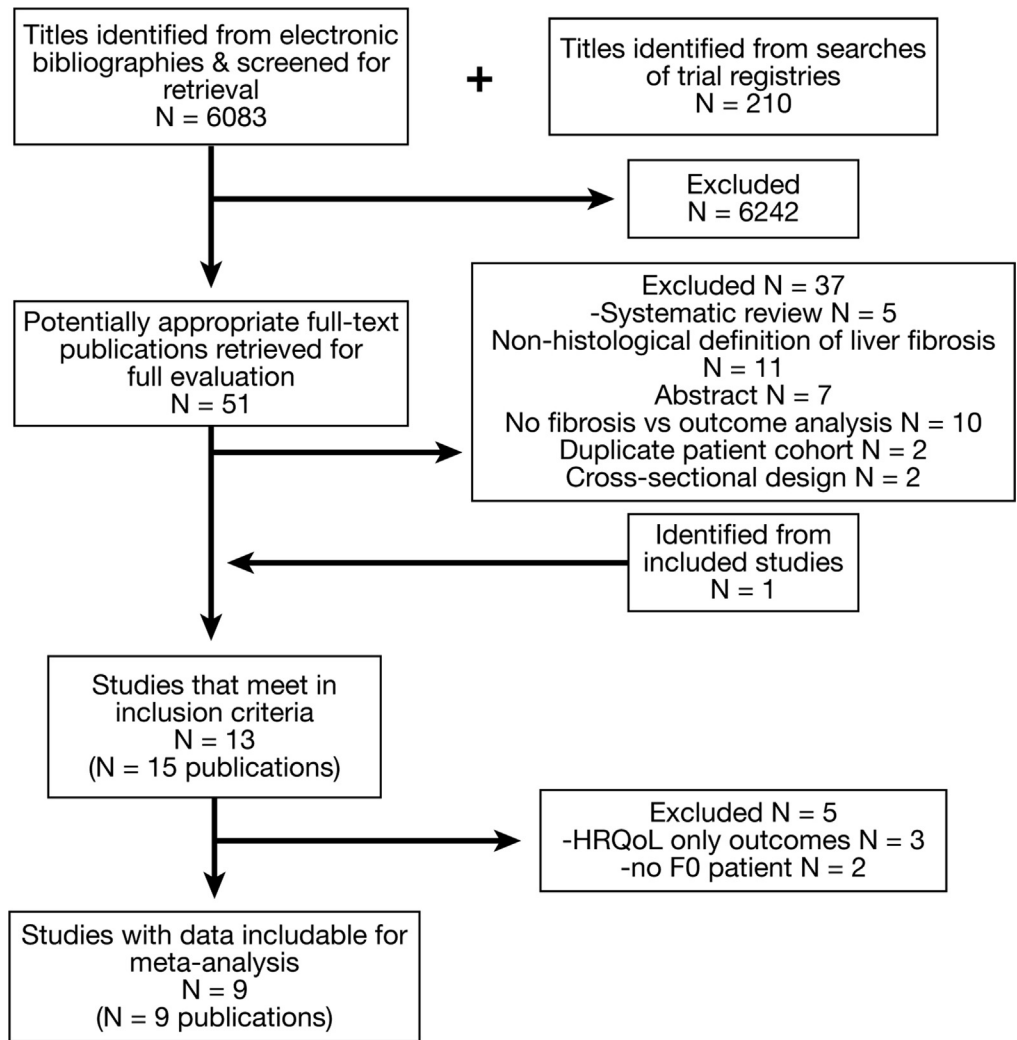 Titles identified from electronic
bibliographies & screened for
retrieval
N = 6083
+
Titles identified from searches
of trial registries
N = 210
Excluded
N = 6242
Potentially appropriate full-text
publications retrieved for
full evaluation
N = 51
Excluded N = 37
-Systematic review N = 5
Non-histological definition of liver fibrosis
N = 11
Abstract N = 7
No fibrosis vs outcome analysis N = 10
Duplicate patient cohort N = 2
Cross-sectional design N = 2
Identified from
included studies
N = 1
Studies that meet in
inclusion criteria
N = 13
(N = 15 publications)
Excluded N = 5
-HRQoL only outcomes N = 3
-no F0 patient N = 2
Studies with data includable for
meta-analysis
N = 9
(N = 9 publications)